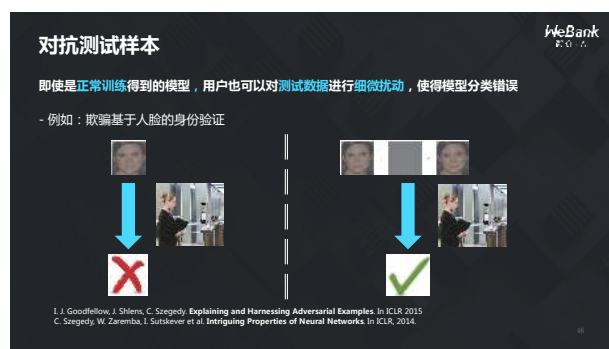 对抗测试样本
WeBank
即使是正常训练得到的模型，用户也可以对测试数据进行细微扰动，使得模型分类错误
- 例如：欺骗基于人脸的身份验证
I. J. Goodfellow, J. Shlens, C. Szegedy. Explaining and Harnessing Adversarial Examples. In ICLR 2015
C. Szegedy, W. Zaremba, I. Sutskever et al. Intriguing Properties of Neural Networks. In ICLR, 2014.